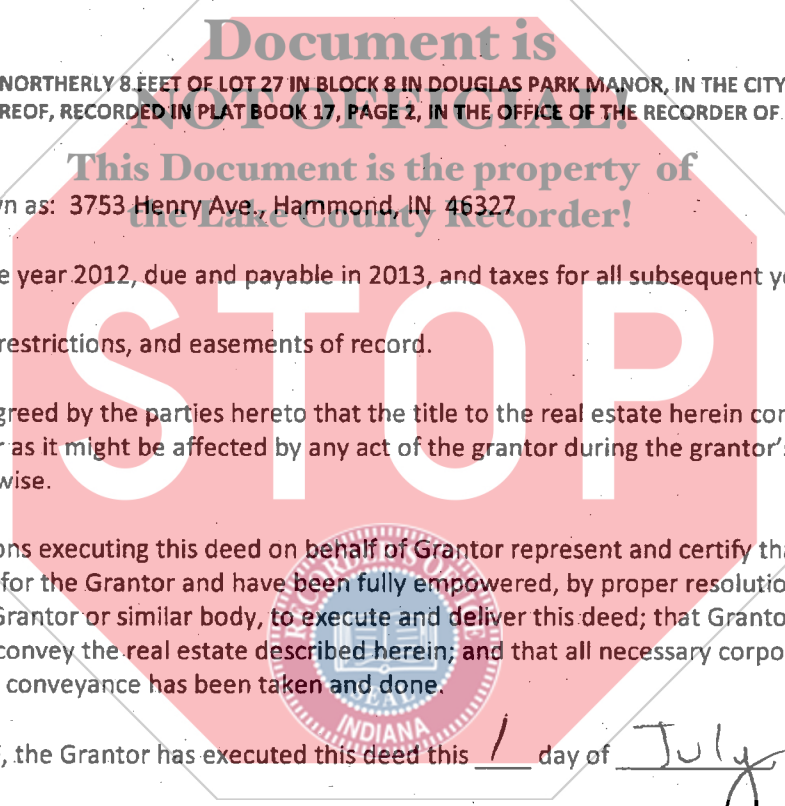 Document is
NORTHERLY 8 FEET OF LOT 27 IN BLOCK 8 IN DOUGLAS PARK MANOR, IN THE CITY
NOT OFFICIAL!
REOF, RECORDED IN PLAT BOOK 17, PAGE 2, IN THE OFFICE OF THE RECORDER OF
This Document is the property of
the Lake County Recorder!
n as: 3753 Henry Ave., Hammond, IN 46327
e year 2012, due and payable in 2013, and taxes for all subsequent y
STOP
restrictions, and easements of record.
greed by the parties hereto that the title to the real estate herein co
r as it might be affected by any act of the grantor during the grantor's
wise.
ons executing this deed on behalf of Grantor represent and certify th
for the Grantor and have been fully empowered, by proper resolutio
Grantor or similar body, to execute and deliver this deed; that Granto
convey the real estate described herein; and that all necessary corpo
conveyance has been taken and done.
RECORDER'S OFFICE
SEAL
INDIANA
, the Grantor has executed this deed this 1 day of July